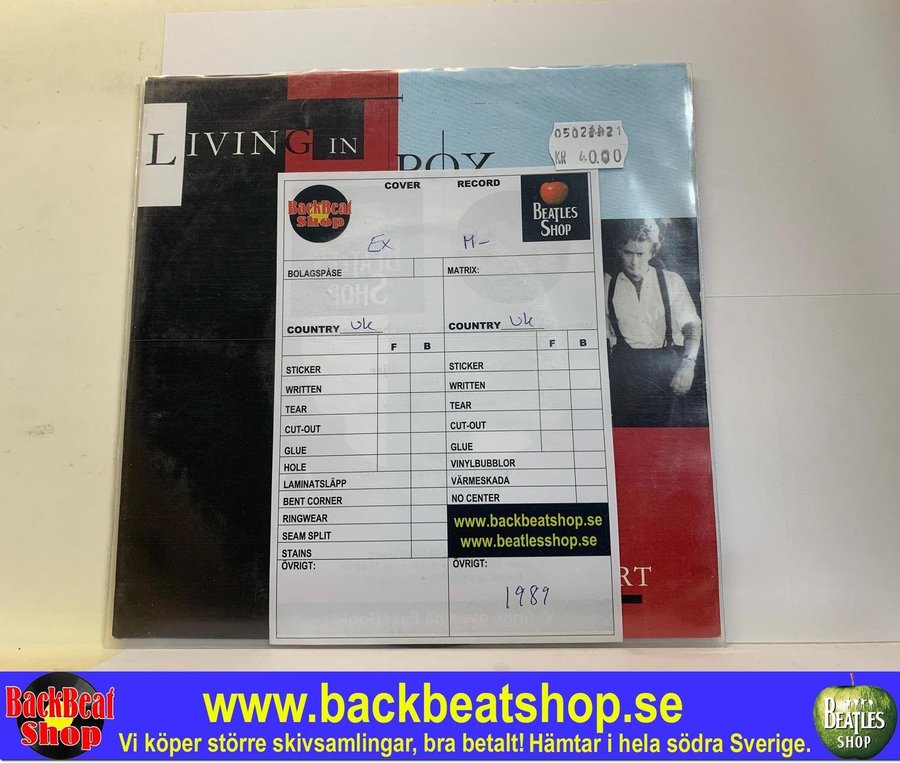 LIVING IN
A BOX
05020021
KR 40.00
BackBeat
Shop
COVER
RECORD
BEATLES
SHOP
Ex
M-
BOLAGSPÅSE
MATRIX:
COUNTRY Uk
COUNTRY Uk
F B
F B
STICKER
STICKER
WRITTEN
WRITTEN
TEAR
TEAR
CUT-OUT
CUT-OUT
GLUE
GLUE
HOLE
VINYLBUBBLOR
LAMINATSLÄPP
VÄRMESKADA
BENT CORNER
NO CENTER
RINGWEAR
www.backbeatshop.se
SEAM SPLIT
www.beatlesshop.se
STAINS
ÖVRIGT:
ÖVRIGT:
1989
RT
BackBeat
Shop
www.backbeatshop.se
Vi köper större skivsamlingar, bra betalt! Hämtar i hela södra Sverige.
BEATLES
SHOP